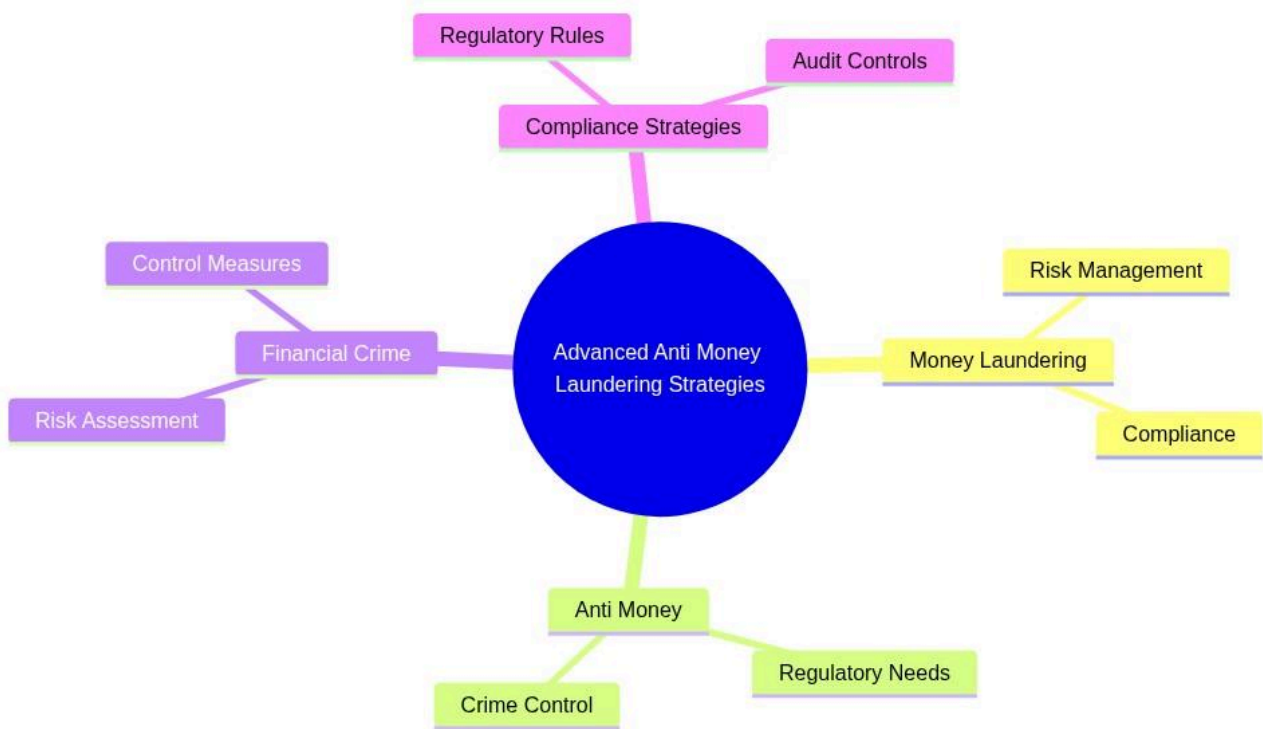 Regulatory Rules
Audit Controls
Compliance Strategies
Control Measures
Financial Crime
Risk Assessment
Advanced Anti Money
Laundering Strategies
Risk Management
Money Laundering
Compliance
Anti Money
Regulatory Needs
Crime Control